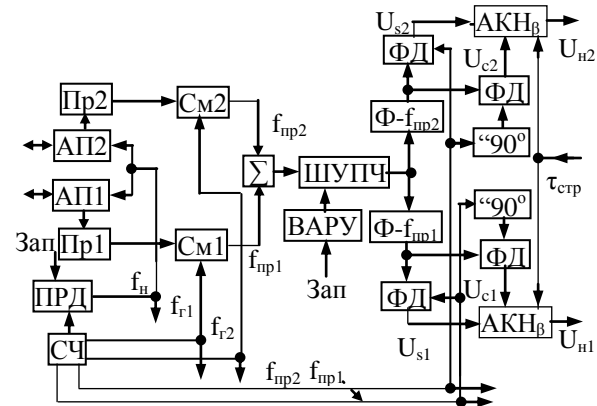 U_s2
АКН_β
U_н2
ФД
U_c2
Пр2
См2
ФД
f_пр2
Ф-f_пр2
“90°
АП2
Σ
ШУПЧ
τ_стр
АП1
“90°
Зап
Пр1
См1
ВАРУ
Ф-f_пр1
f_пр1
ФД
ПРД
f_н
f_г1
Зап
ФД
U_c1
f_г2
АКН_β
U_н1
СЧ
U_s1
f_пр2 f_пр1